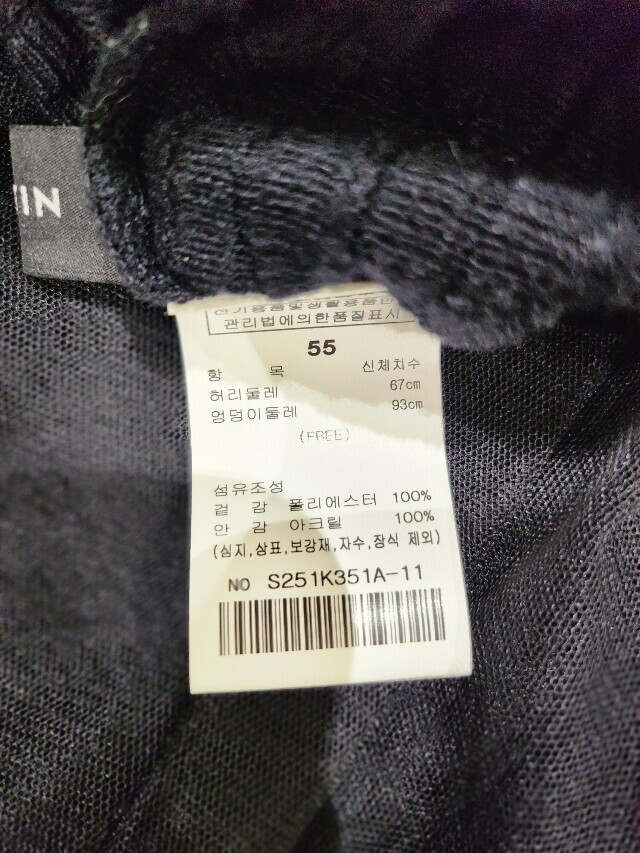 IN
관리법에의한품질표시
55
항 목 신체치수
허리둘레 67cm
엉덩이둘레 93cm
(FREE)
섬유조성
겉 감 폴리에스터 100%
안 감 아크릴 100%
(심지,상표,보강재,자수,장식 제외)
NO S251K351A-11